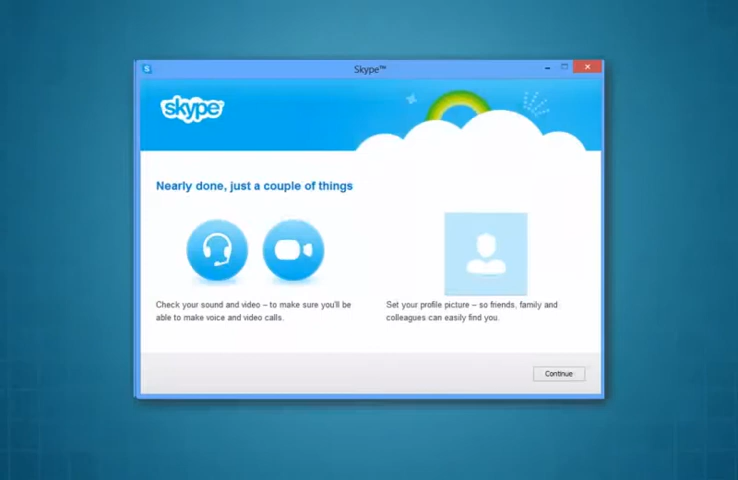 Skype™
skype
Nearly done, just a couple of things
Check your sound and video – to make sure you'll be
able to make voice and video calls.
Set your profile picture – so friends, family and
colleagues can easily find you.
Continue